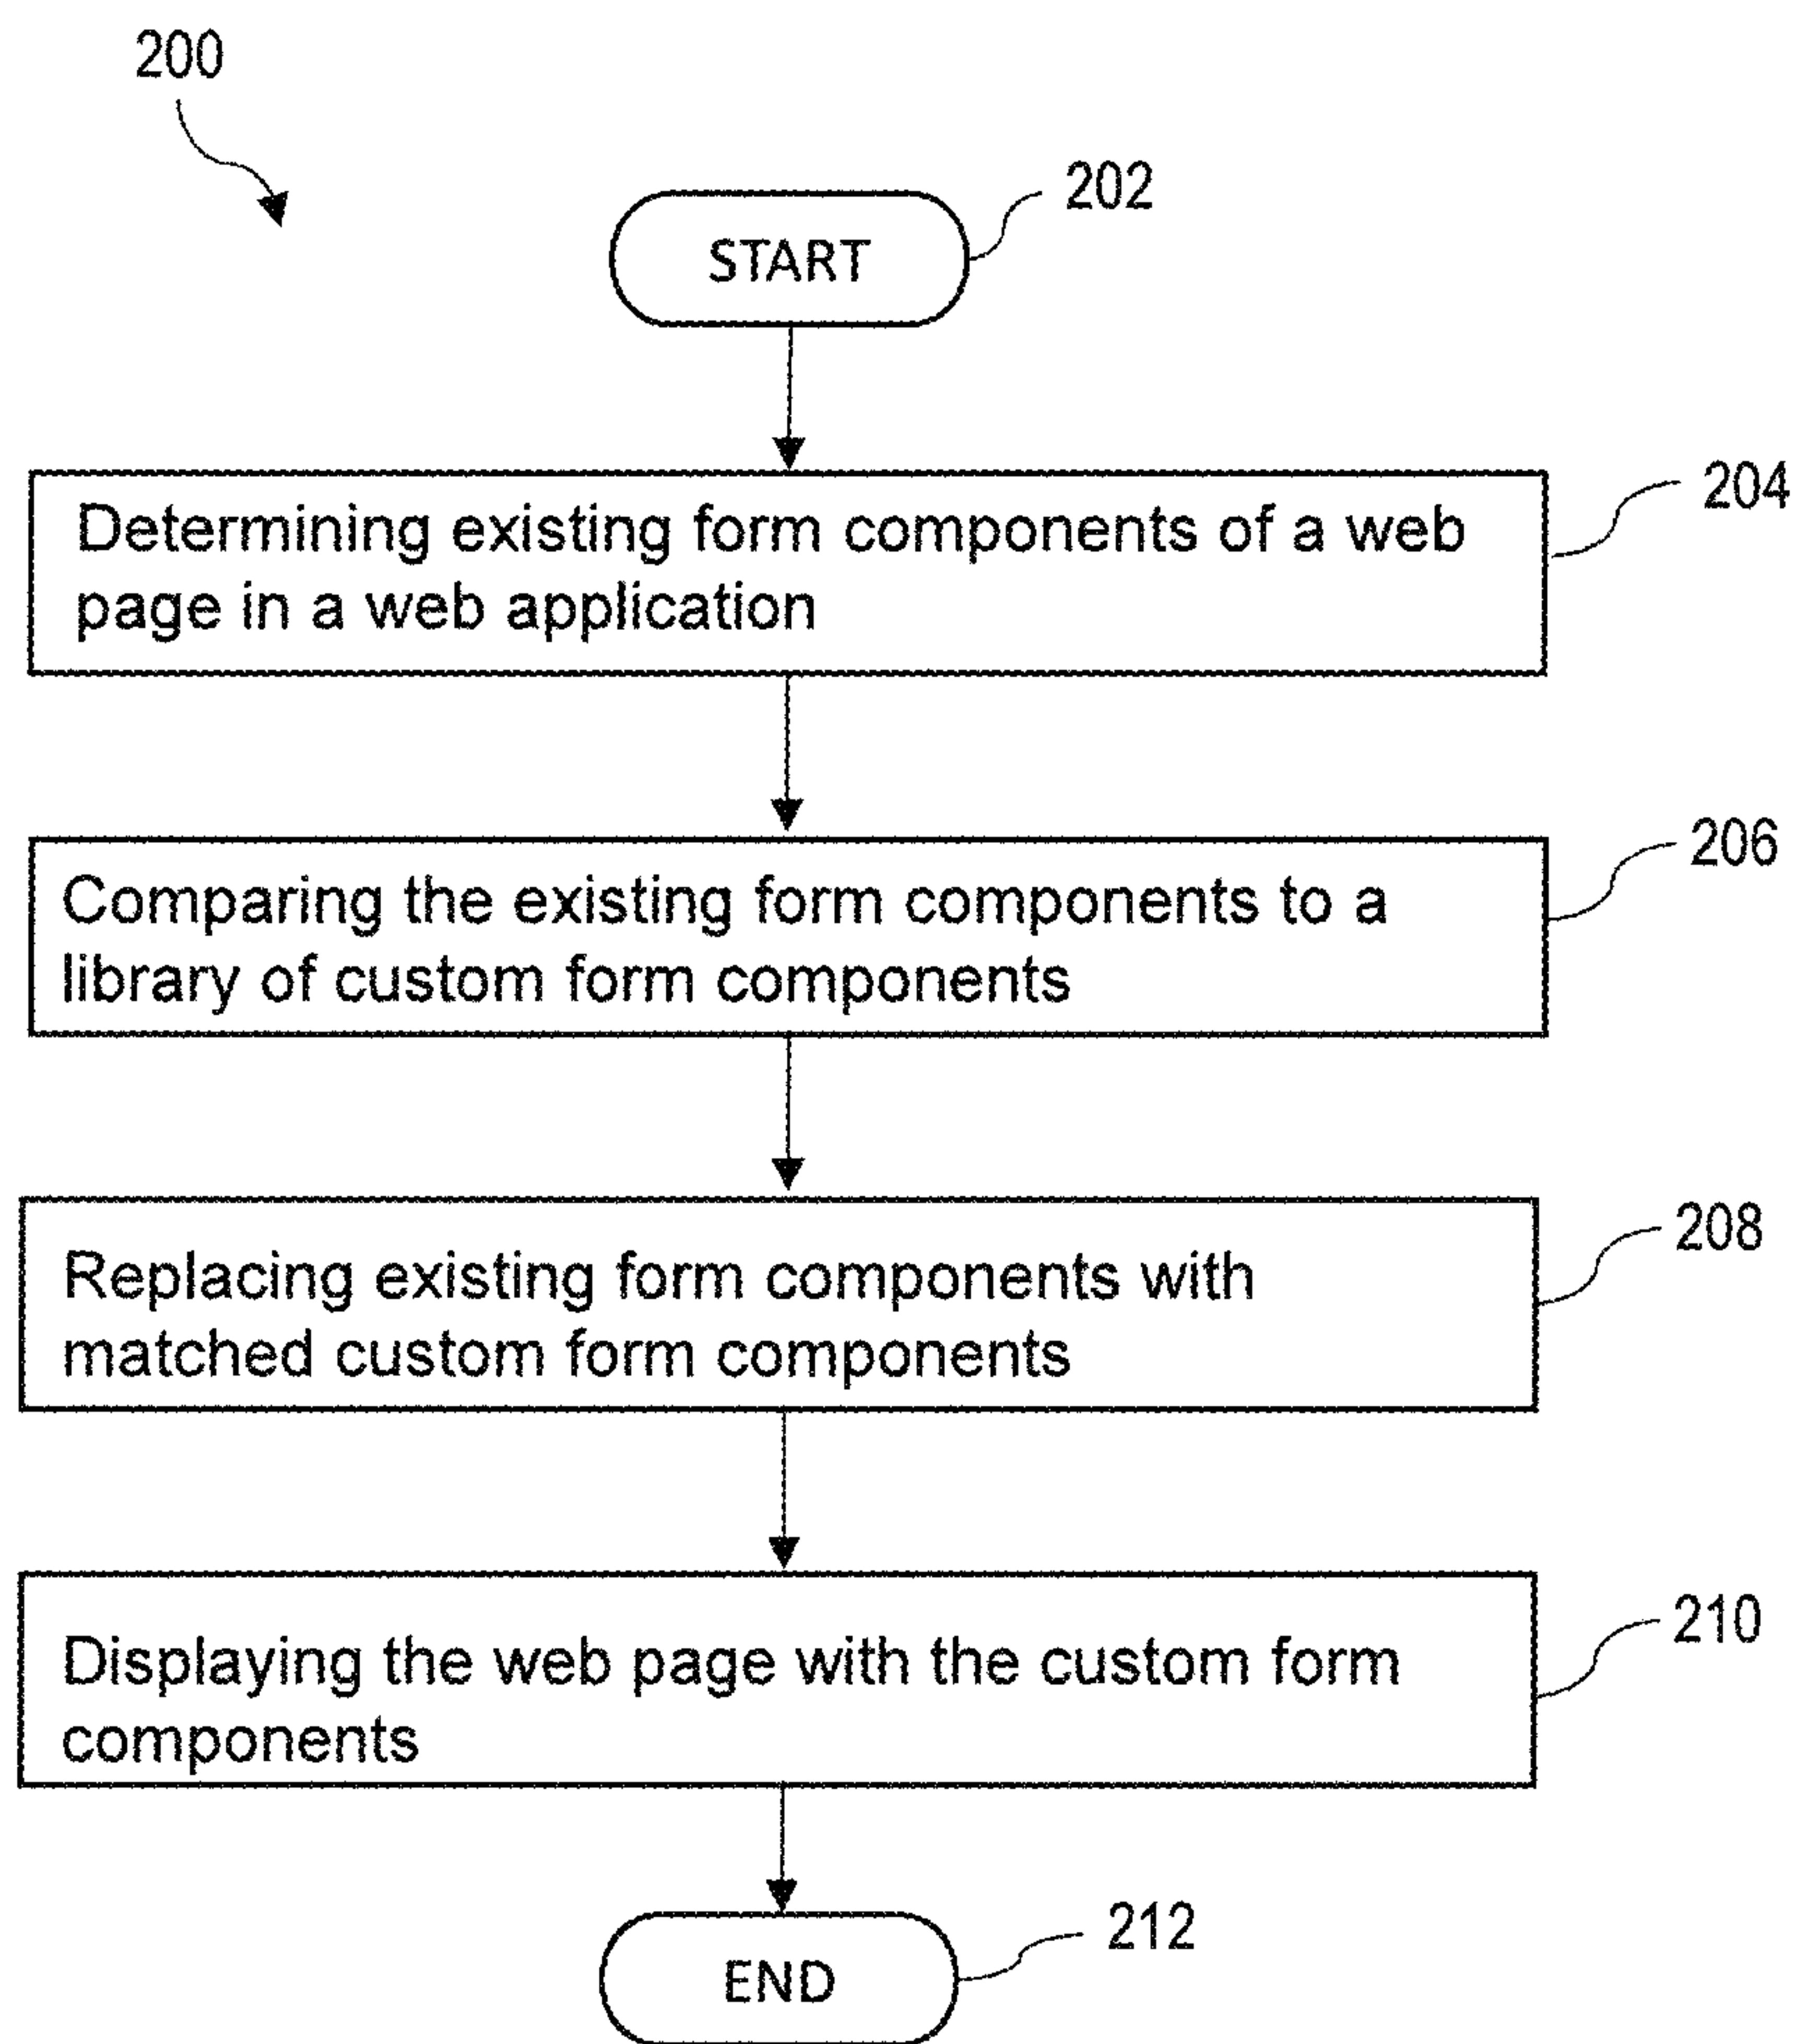 200
202
START
204
Determining existing form components of a web
page in a web application
206
Comparing the existing form components to a
library of custom form components
208
Replacing existing form components with
matched custom form components
210
Displaying the web page with the custom form
components
212
END